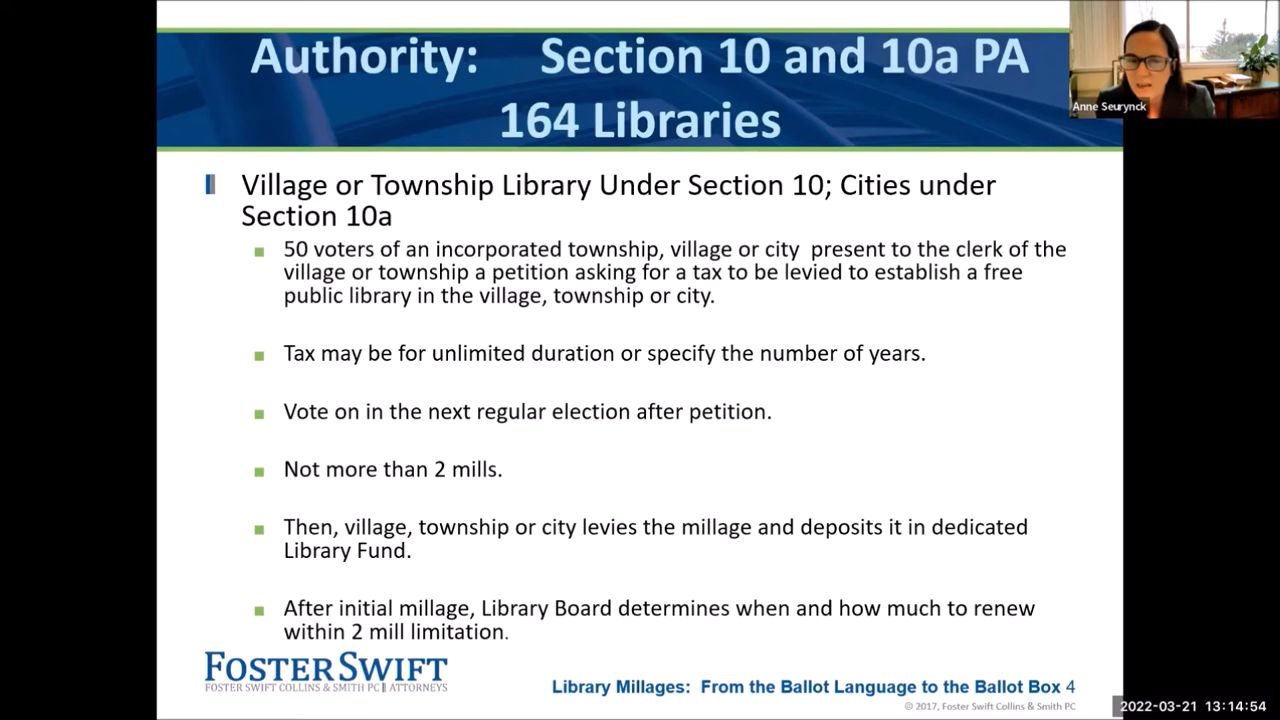 Authority: Section 10 and 10a PA
164 Libraries
Anne Seurynck
Village or Township Library Under Section 10; Cities under
Section 10a
50 voters of an incorporated township, village or city present to the clerk of the
village or township a petition asking for a tax to be levied to establish a free
public library in the village, township or city.
Tax may be for unlimited duration or specify the number of years.
Vote on in the next regular election after petition.
Not more than 2 mills.
Then, village, township or city levies the millage and deposits it in dedicated
Library Fund.
After initial millage, Library Board determines when and how much to renew
within 2 mill limitation.
FOSTER SWIFT
FOSTER SWIFT COLLINS & SMITH PC || ATTORNEYS
Library Millages: From the Ballot Language to the Ballot Box 4
© 2017, Foster Swift Collins & Smith PC
2022-03-21 13:14:54